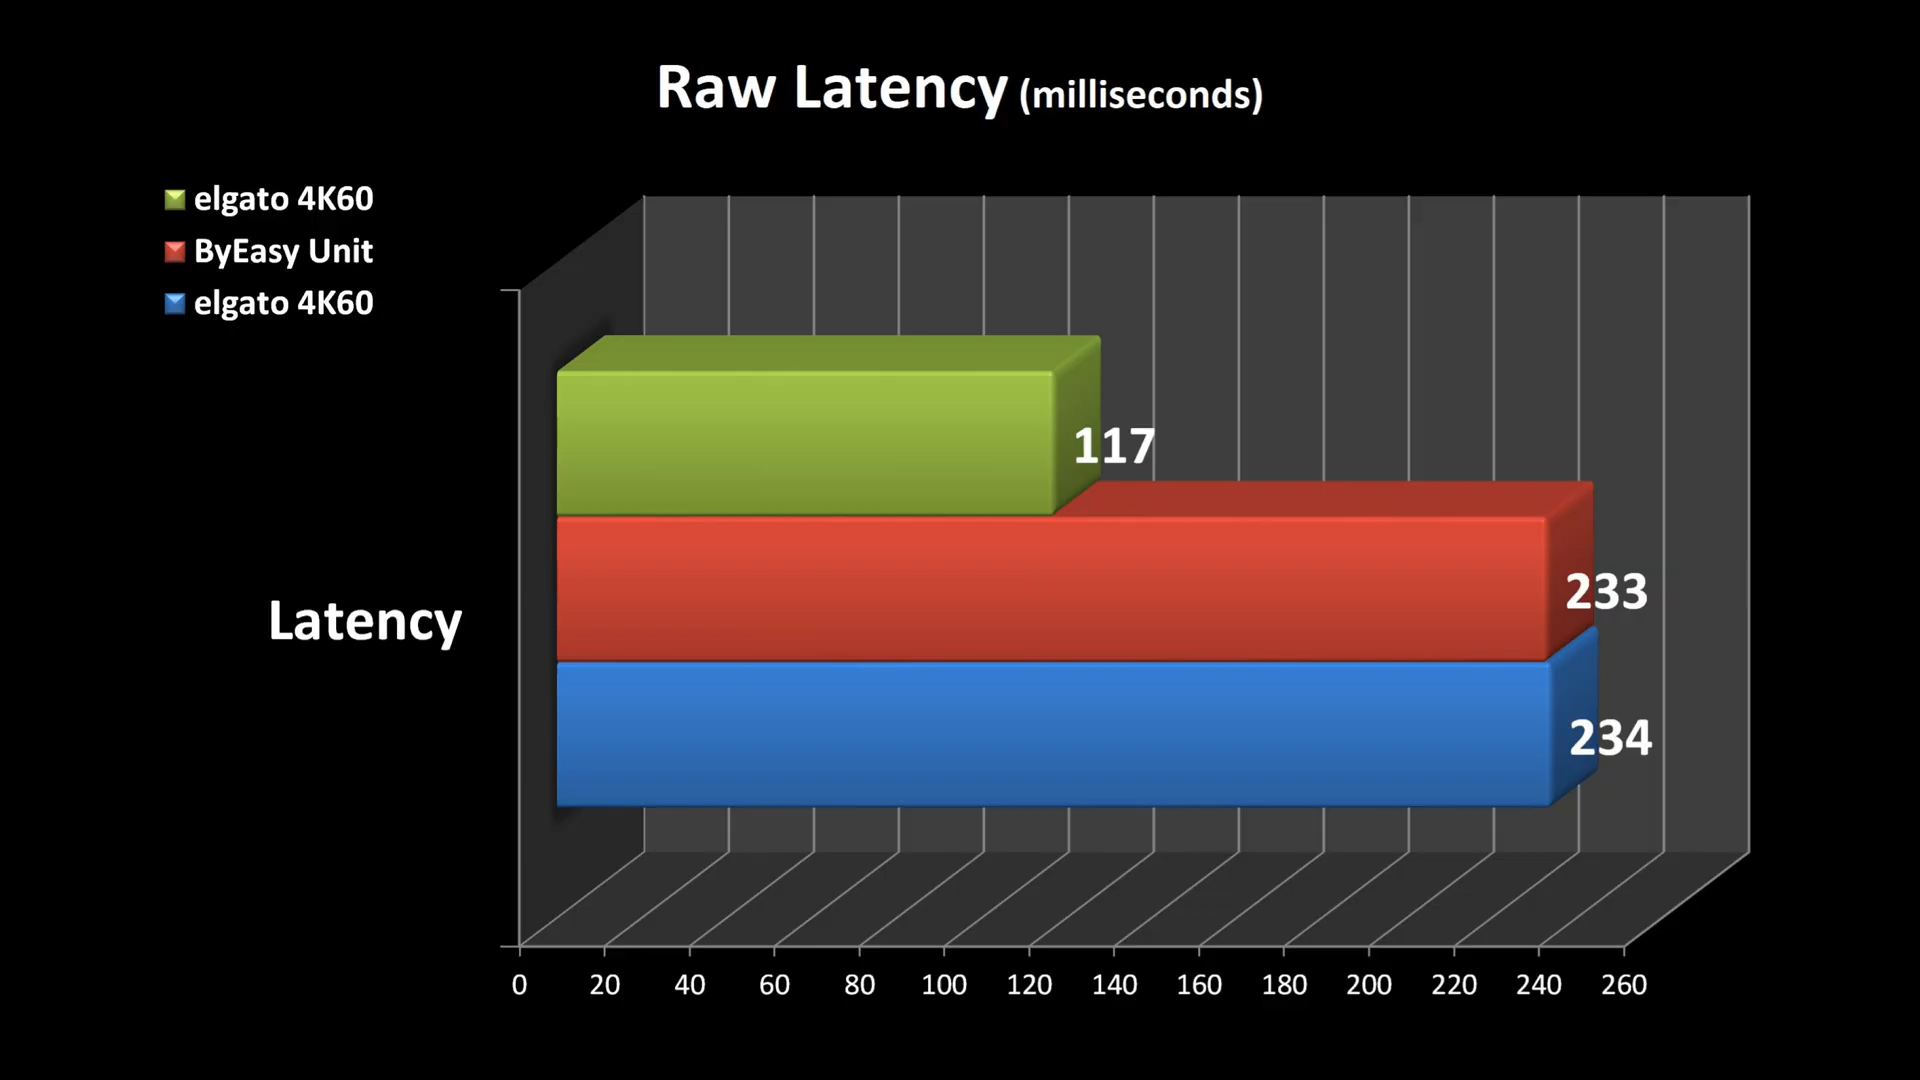 Raw Latency (milliseconds)
elgato 4K60
ByEasy Unit
elgato 4K60
117
233
Latency
234
0 20 40 60 80 100 120 140 160 180 200 220 240 260